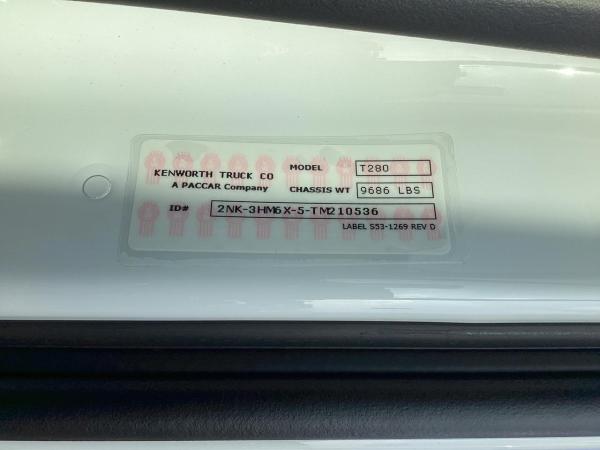 KENWORTH TRUCK CO MODEL T280
A PACCAR Company CHASSIS WT 9686 LBS
ID# 2NK-3HM6X-5-TM210536
LABEL S53-1269 REV D